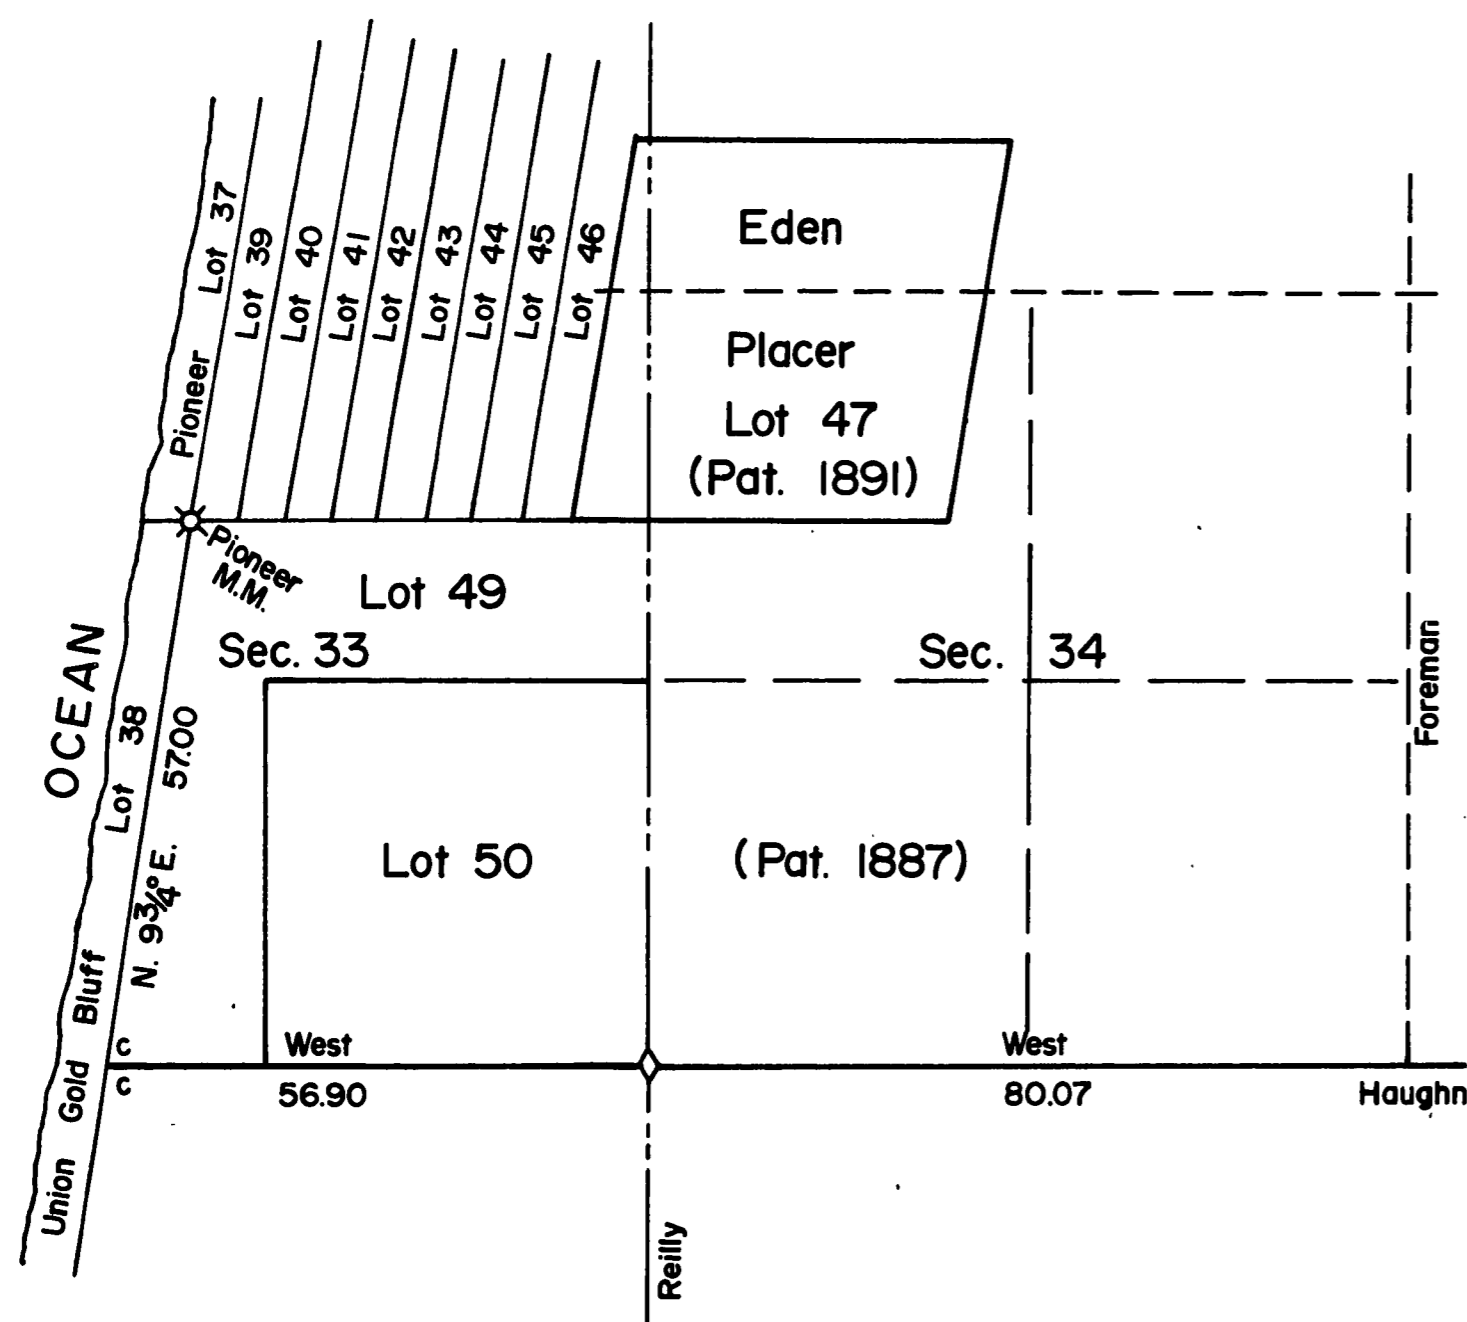 Pioneer Lot 37
Lot 39
Lot 40
Lot 41
Lot 42
Lot 43
Lot 44
Lot 45
Lot 46
Eden
Placer
Lot 47
(Pat. 1891)
Pioneer
M.M.
Lot 49
Sec. 33
Sec. 34
Foreman
OCEAN
Union Gold Bluff Lot 38
N. 9 3/4° E. 57.00
Lot 50
(Pat. 1887)
C
West
West
C
56.90
80.07
Haughn
Reilly